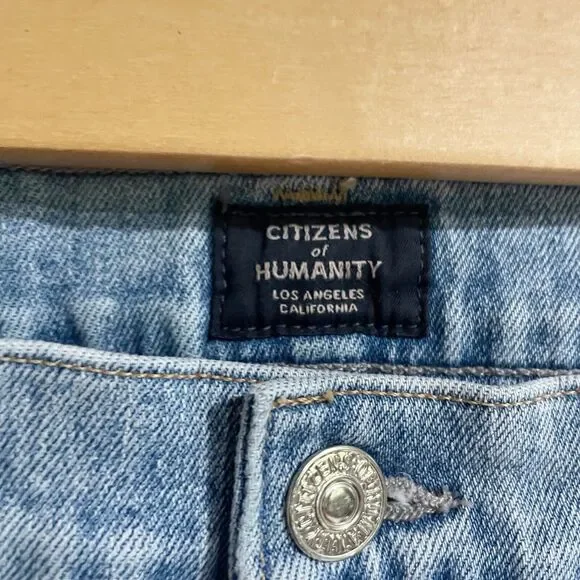 CITIZENS
of
HUMANITY
LOS ANGELES
CALIFORNIA